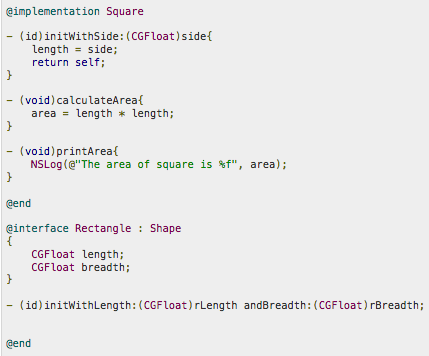 @implementation Square
- (id)initWithSide:(CGFloat)side{
length = side;
return self;
}
- (void)calculateArea{
area = length * length;
}
- (void)printArea{
NSLog(@"The area of square is %f", area);
}
@end
@interface Rectangle : Shape
{
CGFloat length;
CGFloat breadth;
}
- (id)initWithLength:(CGFloat)rLength andBreadth:(CGFloat)rBreadth;
@end